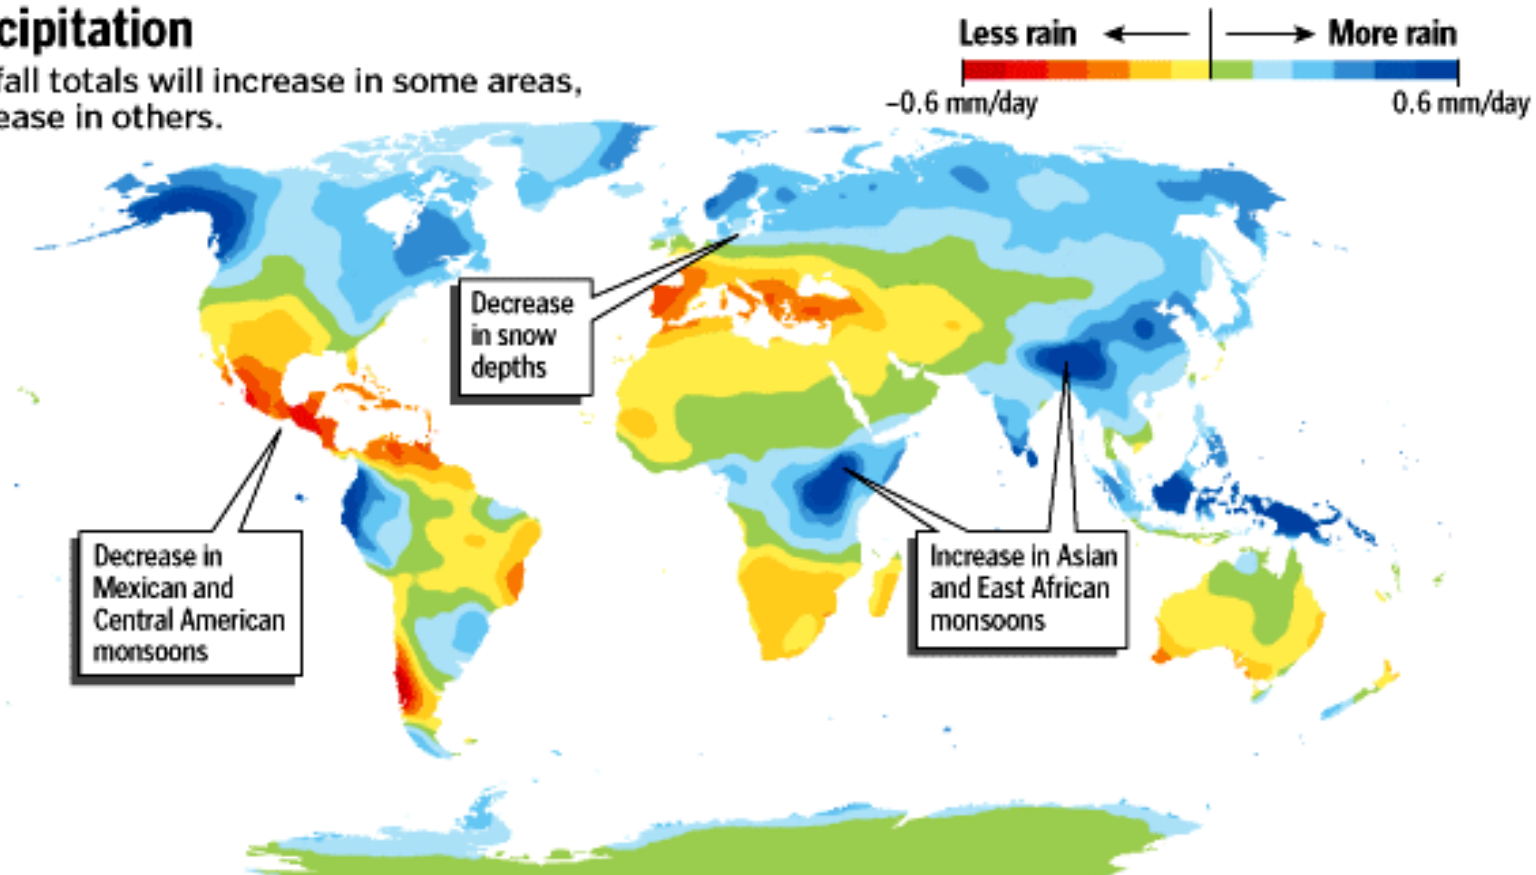 cipitation
fall totals will increase in some areas,
ease in others.
Less rain
More rain
–0.6 mm/day
0.6 mm/day
Decrease
in snow
depths
Decrease in
Mexican and
Central American
monsoons
Increase in Asian
and East African
monsoons